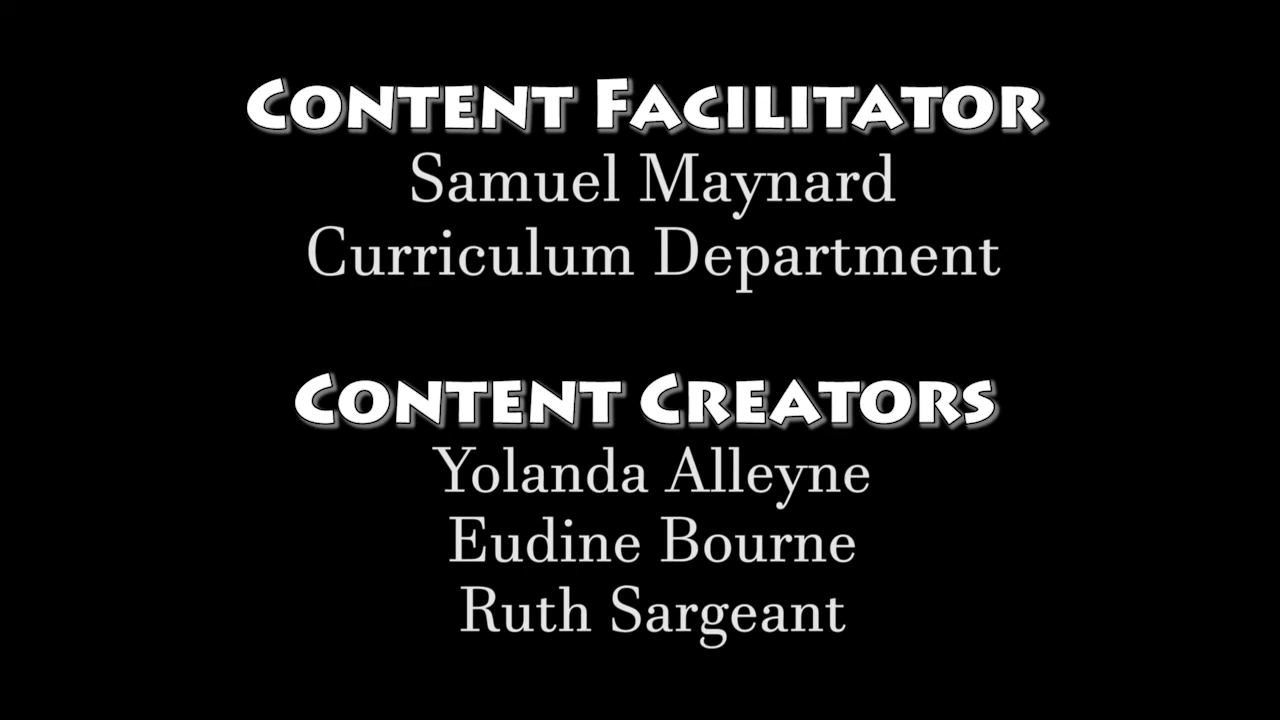 Content Facilitator
Samuel Maynard
Curriculum Department
Content Creators
Yolanda Alleyne
Eudine Bourne
Ruth Sargeant